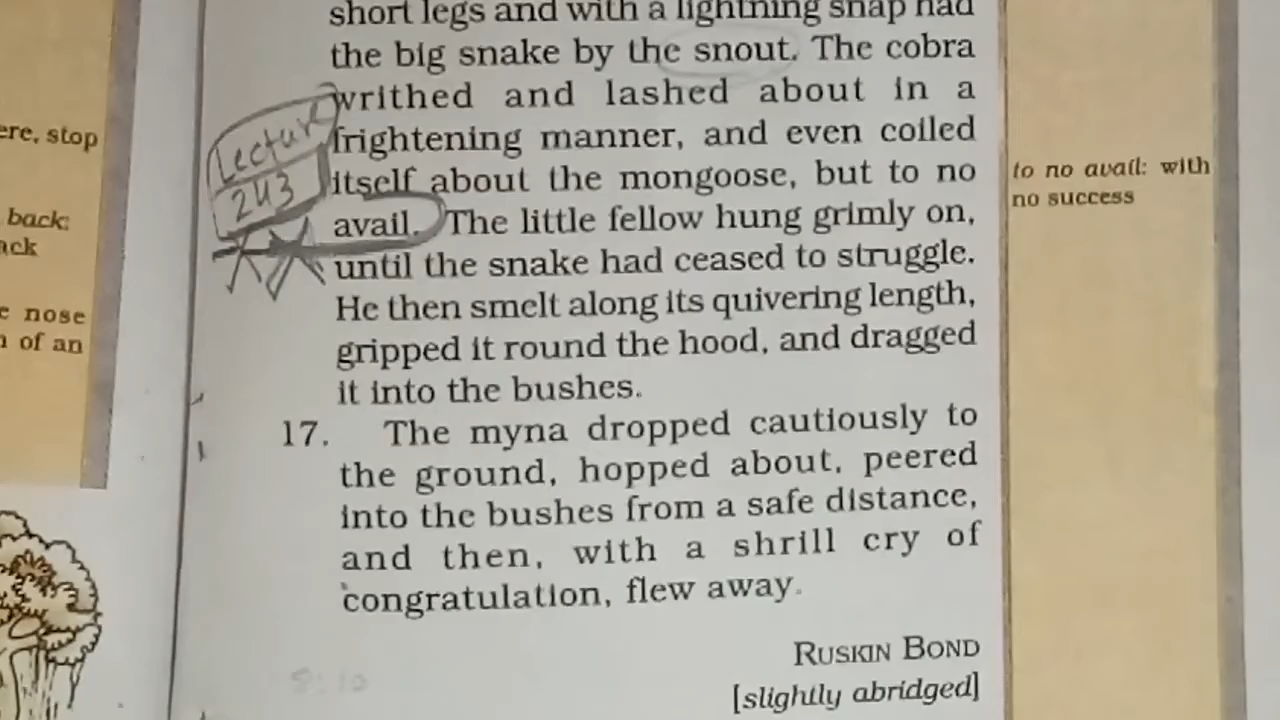 short legs and with a lightning snap had
the big snake by the snout. The cobra
writhed and lashed about in a
frightening manner, and even coiled
itself about the mongoose, but to no
avail. The little fellow hung grimly on,
until the snake had ceased to struggle.
He then smelt along its quivering length,
gripped it round the hood, and dragged
it into the bushes.
17. The myna dropped cautiously to
the ground, hopped about, peered
into the bushes from a safe distance,
and then, with a shrill cry of
congratulation, flew away.
RUSKIN BOND
[slightly abridged]
to no avail: with
no success
Lecture
243
ere, stop
back:
ack
e nose
of an